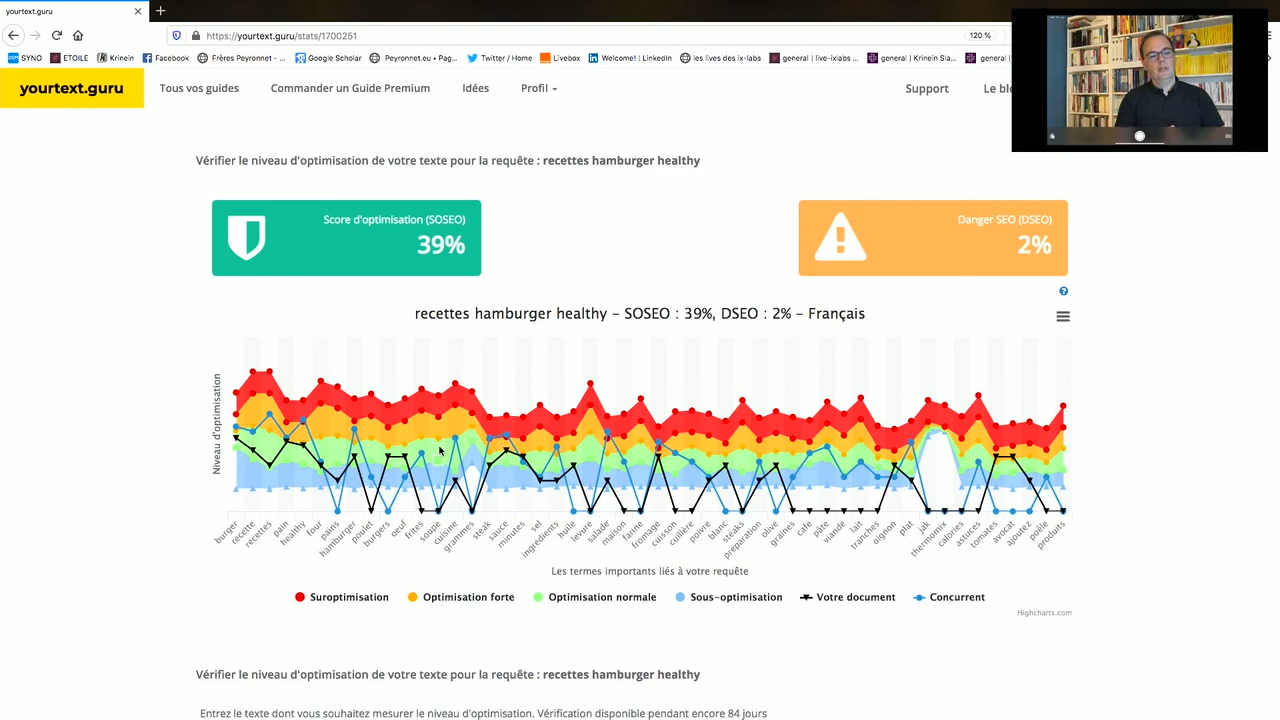 yourtext.guru
https://yourtext.guru/stats/1700251
120 %
SYNO
ETOILE
Krinein
Facebook
Frères Peyronnet - ...
Google Scholar
Peyronnet.eu • Pag...
Twitter / Home
Livebox
Welcome! | LinkedIn
les lives des ix-labs
general | live-ixlabs ...
general | Krinein Sla...
general |
yourtext.guru
Tous vos guides
Commander un Guide Premium
Idées
Profil
Support
Le blo
Vérifier le niveau d'optimisation de votre texte pour la requête : recettes hamburger healthy
Score d'optimisation (SOSEO)
39%
Danger SEO (DSEO)
2%
recettes hamburger healthy – SOSEO : 39%, DSEO : 2% – Français
Niveau d'optimisation
burger
recette
recettes
pain
healthy
four
pains
hamburger
poulet
burgers
oeuf
frites
soupe
cuisine
grammes
steak
sauce
minutes
sel
ingrédients
huile
levure
salade
maison
farine
fromage
cuisson
cuillère
poivre
blanc
steaks
préparation
olive
graines
café
pâte
viande
lait
tranches
oignon
plat
jak
thermomix
calories
astuces
tomates
avocat
ajoutez
poêle
produits
Les termes importants liés à votre requête
Suroptimisation
Optimisation forte
Optimisation normale
Sous-optimisation
Votre document
Concurrent
Highcharts.com
Vérifier le niveau d'optimisation de votre texte pour la requête : recettes hamburger healthy
Entrez le texte dont vous souhaitez mesurer le niveau d'optimisation. Vérification disponible pendant encore 84 jours